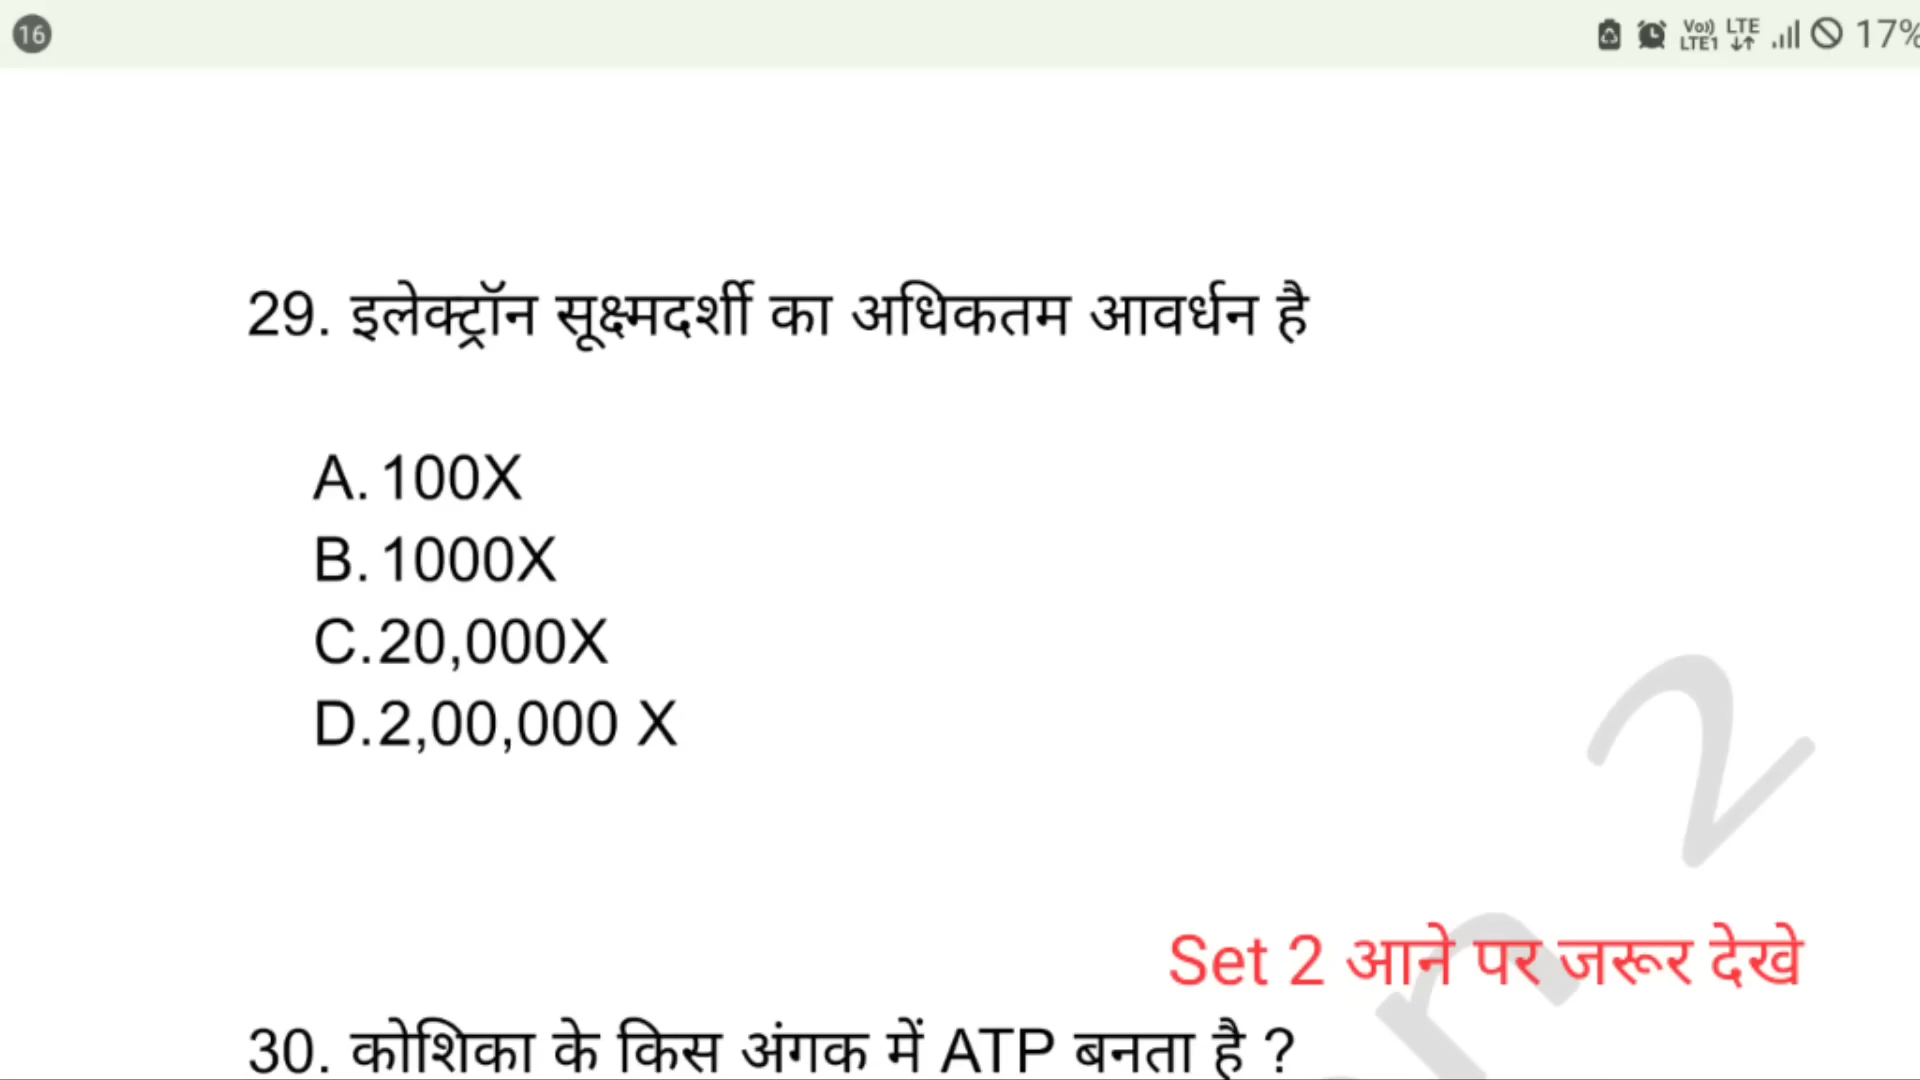 16
Vo)) LTE
LTE1
17%
29. इलेक्ट्रॉन सूक्ष्मदर्शी का अधिकतम आवर्धन है
A. 100X
B. 1000X
C.20,000X
D.2,00,000 X
n 2
Set 2 आने पर जरूर देखे
30. कोशिका के किस अंगक में ATP बनता है ?